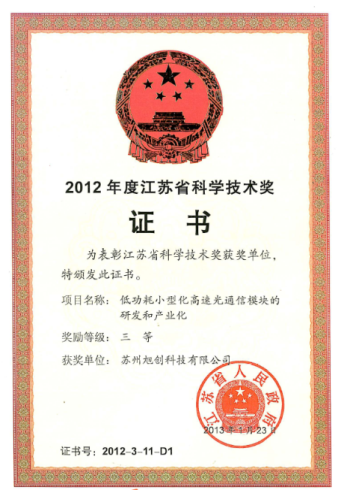 2012 年度江苏省科学技术奖
证 书
为表彰江苏省科学技术奖获奖单位，
特颁发此证书。
项目名称： 低功耗小型化高速光通信模块的
研发和产业化
奖励等级： 三 等
获奖单位： 苏州旭创科技有限公司
江苏省人民政府
2013年1月23日
证书号： 2012-3-11-D1